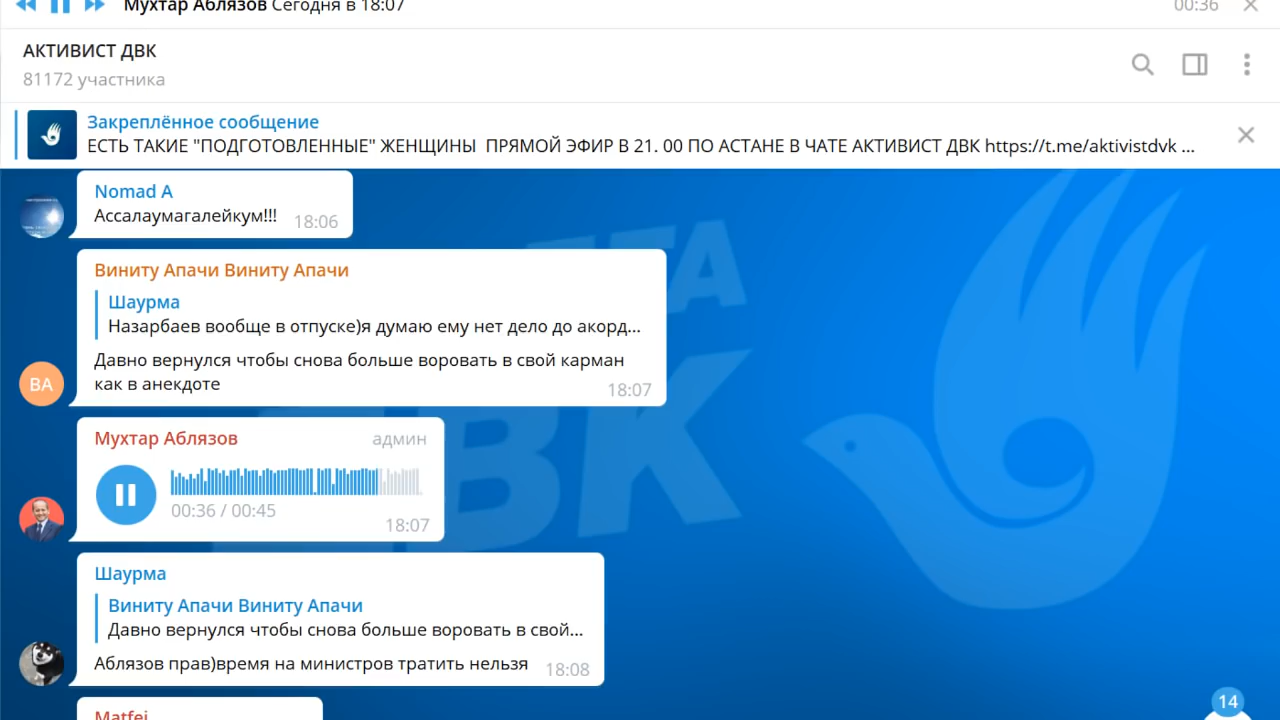 Мухтар Аблязов Сегодня в 18:07
00:36
АКТИВИСТ ДВК
81172 участника
Закреплённое сообщение
ЕСТЬ ТАКИЕ "ПОДГОТОВЛЕННЫЕ" ЖЕНЩИНЫ ПРЯМОЙ ЭФИР В 21. 00 ПО АСТАНЕ В ЧАТЕ АКТИВИСТ ДВК https://t.me/aktivistdvk ...
Nomad A
Ассалаумагалейкум!!!
18:06
Виниту Апачи Виниту Апачи
Шаурма
Назарбаев вообще в отпуске)я думаю ему нет дело до акорд...
Давно вернулся чтобы снова больше воровать в свой карман
как в анекдоте
18:07
ВА
Мухтар Аблязов
админ
00:36 / 00:45
18:07
ДВК
Шаурма
Виниту Апачи Виниту Апачи
Давно вернулся чтобы снова больше воровать в свой...
Аблязов прав)время на министров тратить нельзя
18:08
Matfei
14